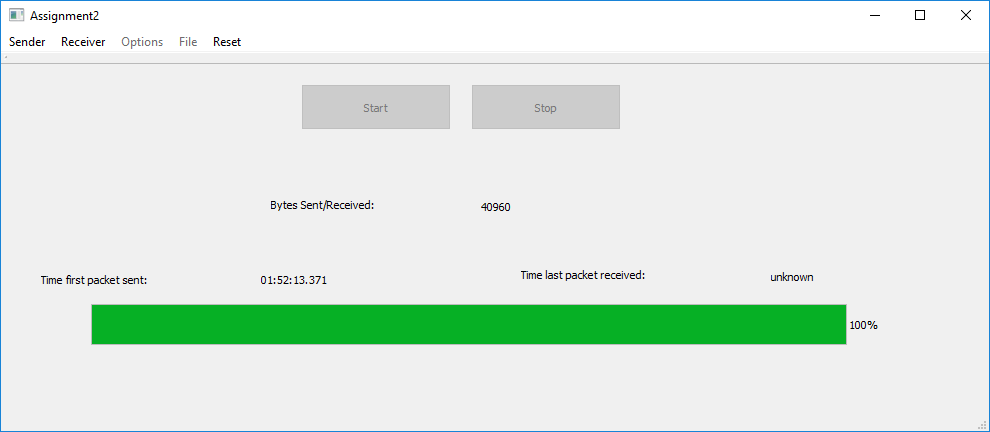 Assignment2
Sender Receiver Options File Reset
Start Stop
Bytes Sent/Received: 40960
Time first packet sent: 01:52:13.371 Time last packet received: unknown
100%